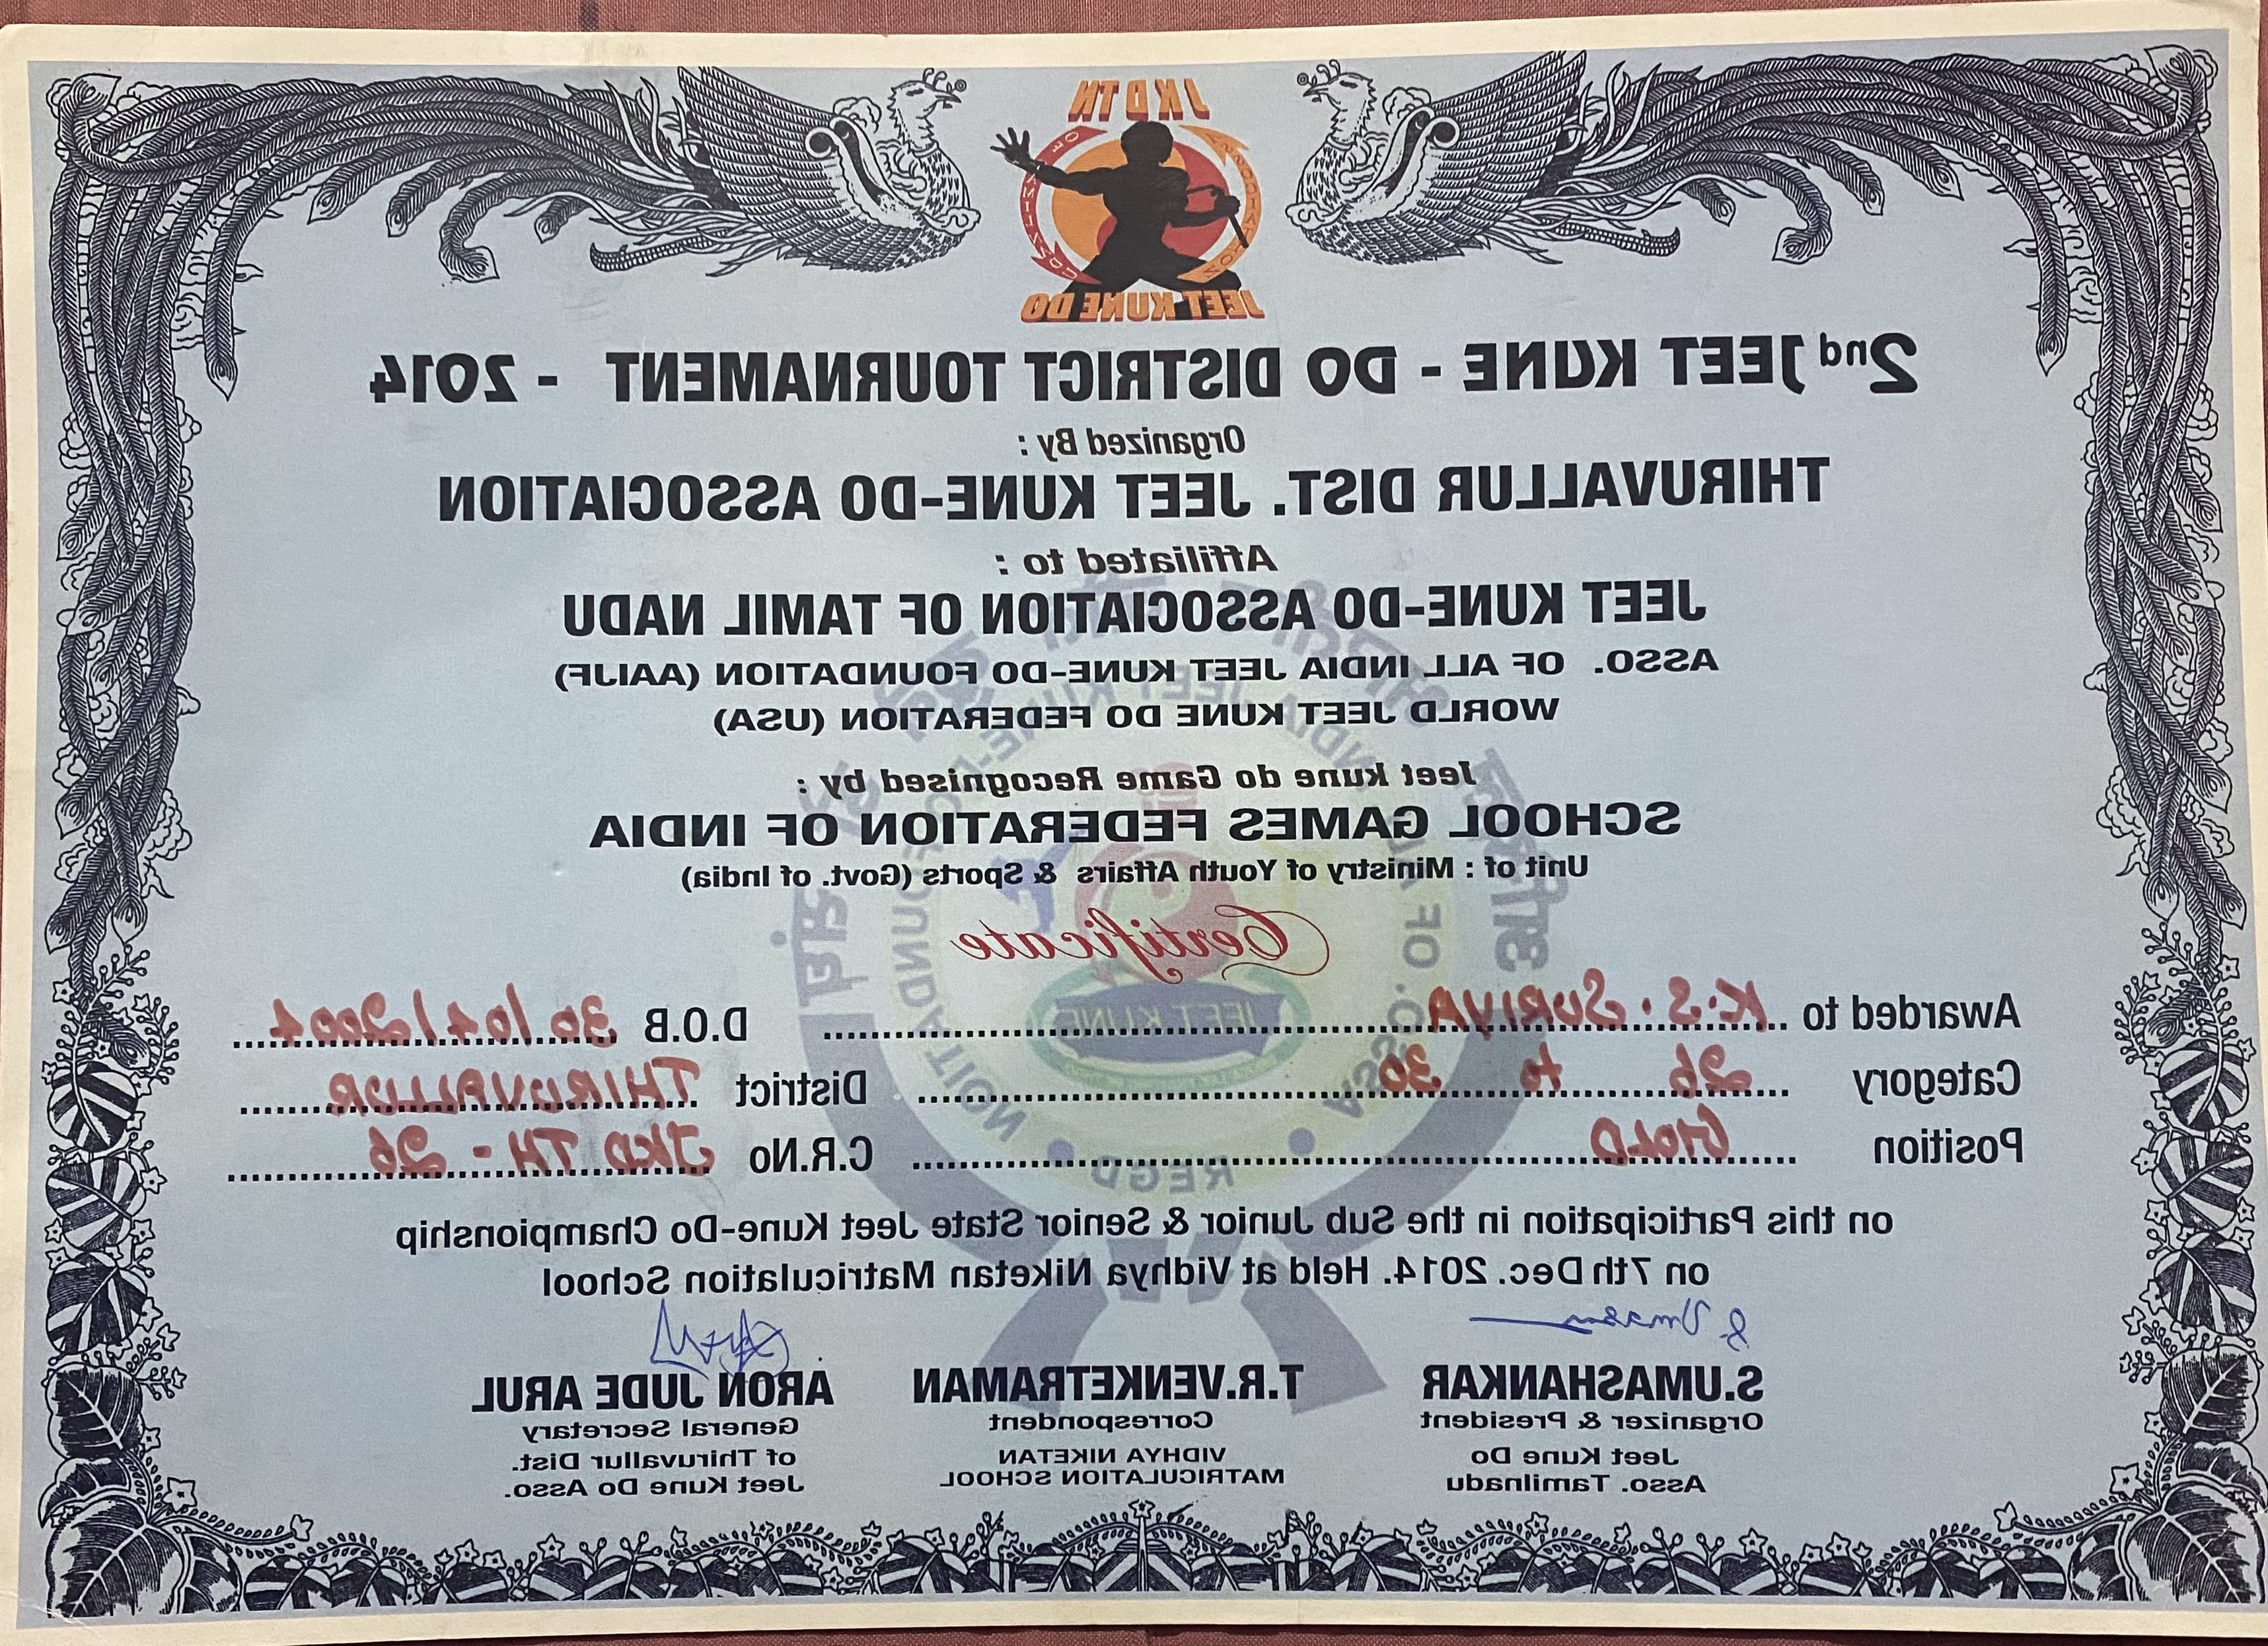 JKDTN
ASSOCIATION
OF TAMILNADU
JEET KUNE DO
2nd JEET KUNE - DO DISTRICT TOURNAMENT - 2014
Organized By :
THIRUVALLUR DIST. JEET KUNE-DO ASSOCIATION
Affiliated to :
JEET KUNE-DO ASSOCIATION OF TAMIL NADU
ASSO. OF ALL INDIA JEET KUNE-DO FOUNDATION (AAIJF)
WORLD JEET KUNE DO FEDERATION (USA)
Jeet kune do Game Recognised by :
SCHOOL GAMES FEDERATION OF INDIA
Unit of : Ministry of Youth Affairs & Sports (Govt. of India)
Certificate
Awarded to K.S. SURIYA D.O.B 30/04/2004
Category 26 to 30 District THIRUVALLUR
Position GOLD C.R.No JKD TN - 26
on this Participation in the Sub Junior & Senior State Jeet Kune-Do Championship
on 7th Dec. 2014. Held at Vidhya Niketan Matriculation School
S.UMASHANKAR T.R.VENKETRAMAN ARON JUDE ARUL
Organizer & President Correspondent General Secretary
Jeet Kune Do VIDHYA NIKETAN of Thiruvallur Dist.
Asso. Tamilnadu MATRICULATION SCHOOL Jeet Kune Do Asso.
JEET KUNE
REGD